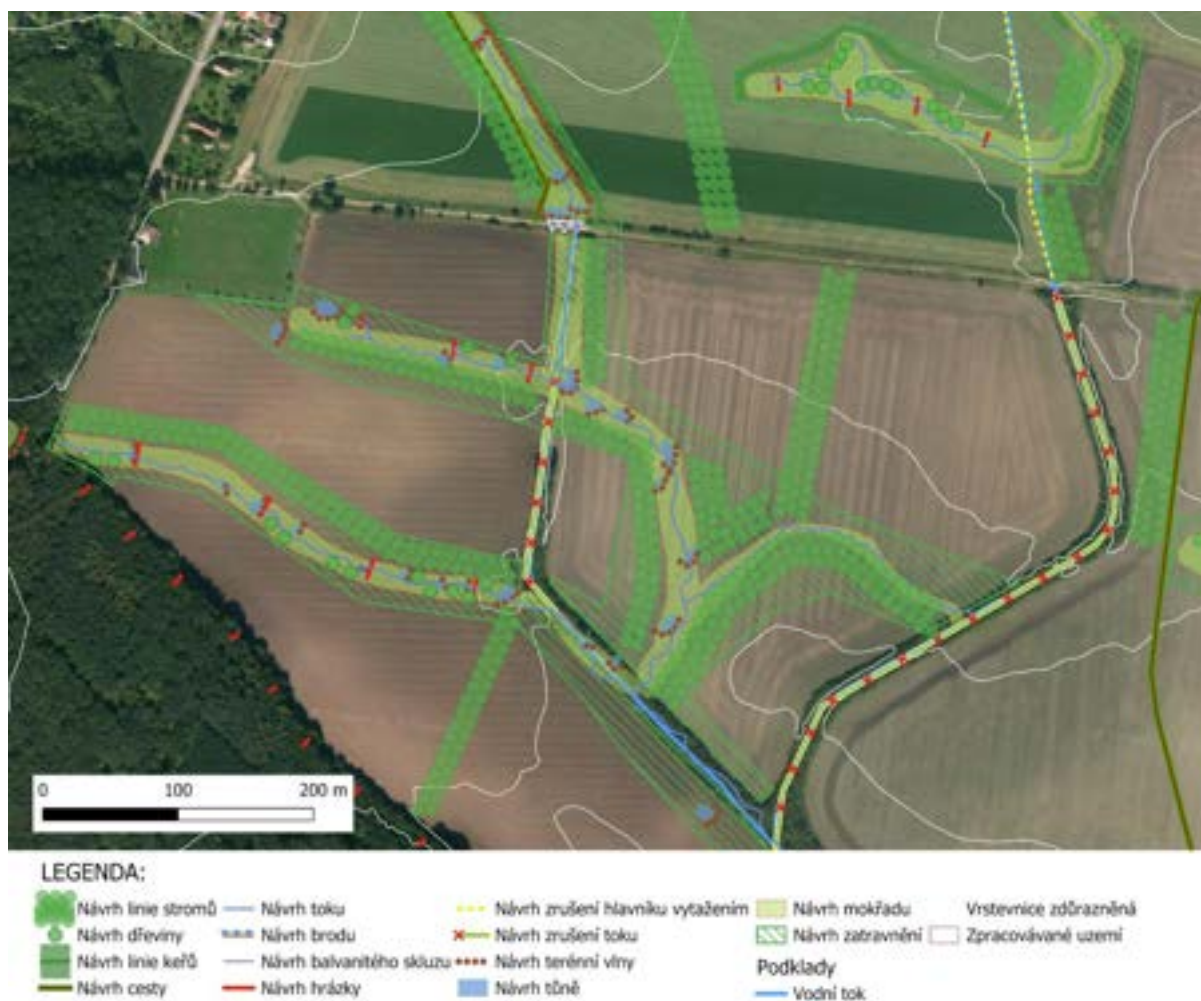 0 100 200 m
LEGENDA:
Návrh linie stromů
Návrh dřeviny
Návrh linie keřů
Návrh cesty
Návrh toku
Návrh brodu
Návrh balvanitého skluzu
Návrh hrázky
Návrh zrušení hlavníku vytažením
Návrh zrušení toku
Návrh terénní vlny
Návrh tůně
Návrh mokřadu
Návrh zatravnění
Podklady
Vodní tok
Vrstevnice zdůrazněná
Zpracovávané uzemí